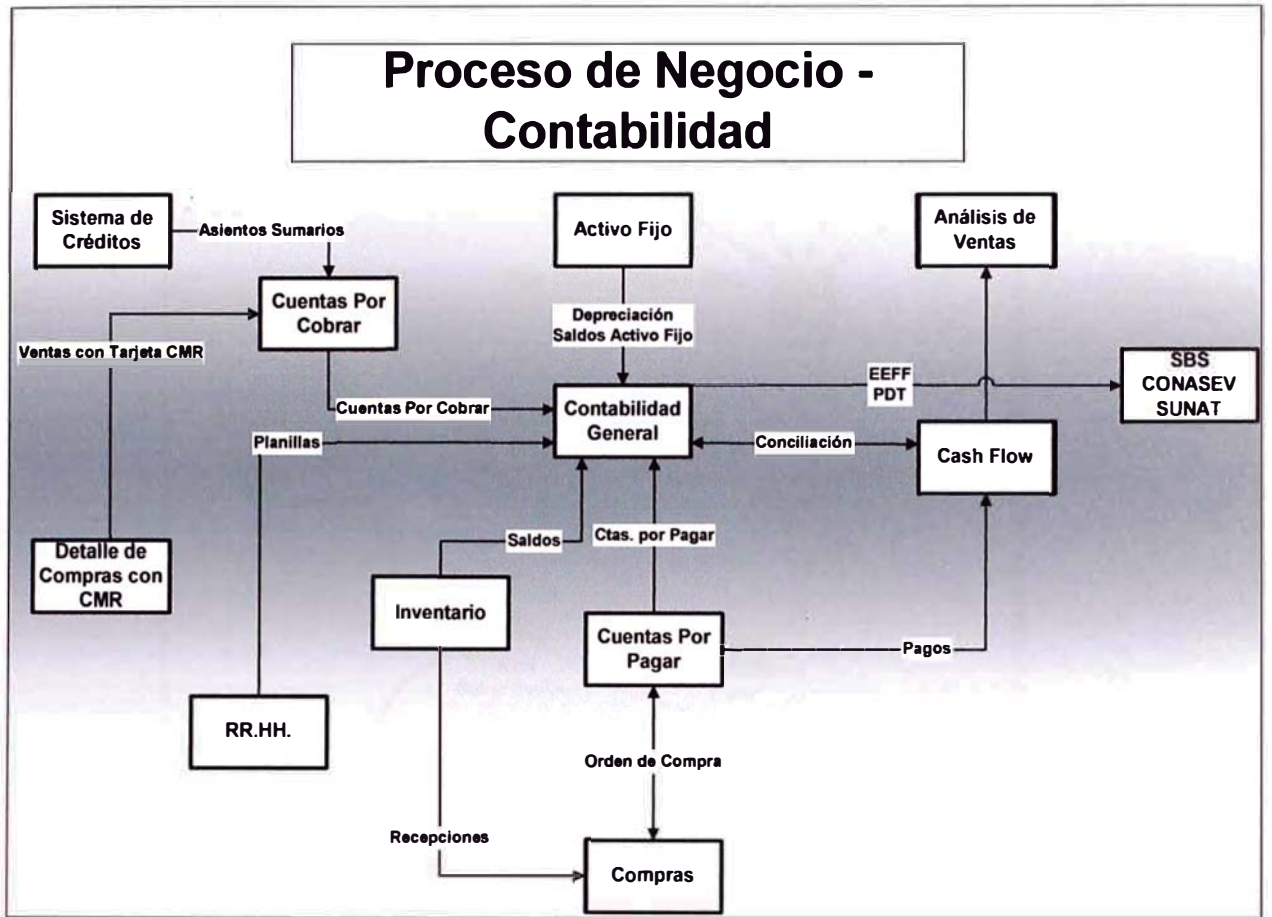 Proceso de Negocio -
Contabilidad
Sistema de
Créditos
Asientos Sumarios
Activo Fijo
Análisis de
Ventas
Cuentas Por
Cobrar
Depreciación
Saldos Activo Fijo
Ventas con Tarjeta CMR
SBS
CONASEV
SUNAT
EEFF
PDT
Cuentas Por Cobrar
Contabilidad
General
Planillas
Conciliación
Cash Flow
Saldos
Ctas. por Pagar
Detalle de
Compras con
CMR
Inventario
Cuentas Por
Pagar
Pagos
RR.HH.
Orden de Compra
Recepciones
Compras